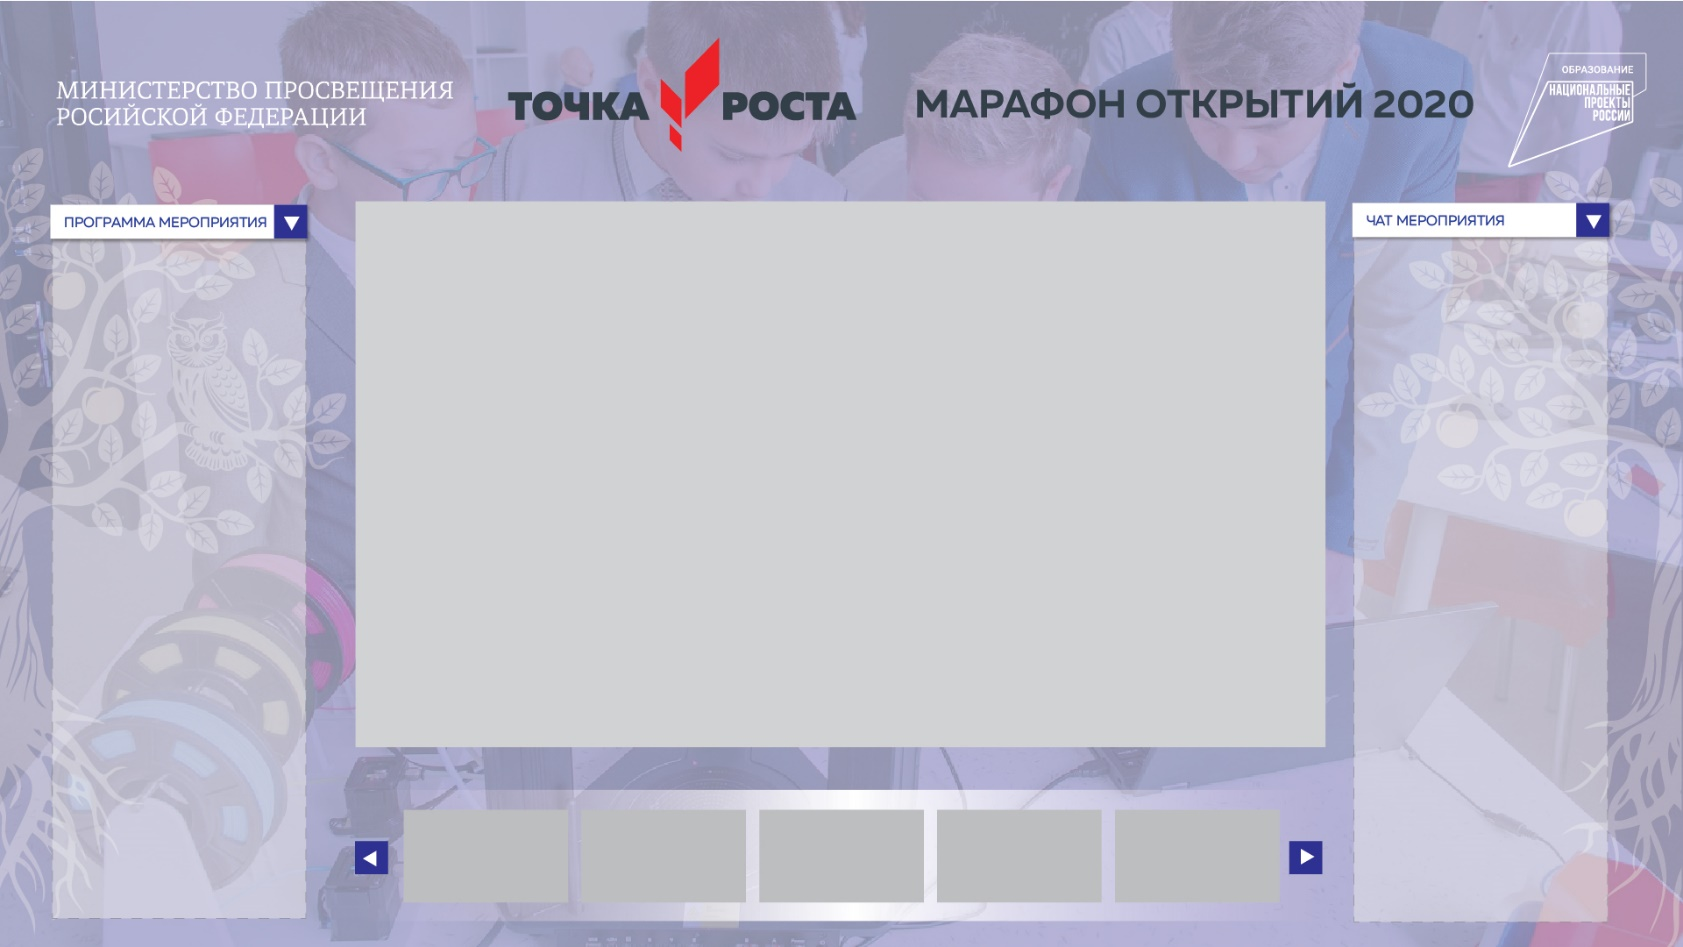 МИНИСТЕРСТВО ПРОСВЕЩЕНИЯ
РОСИЙСКОЙ ФЕДЕРАЦИИ
ТОЧКА РОСТА
МАРАФОН ОТКРЫТИЙ 2020
ОБРАЗОВАНИЕ
НАЦИОНАЛЬНЫЕ
ПРОЕКТЫ
РОССИИ
ПРОГРАММА МЕРОПРИЯТИЯ
ЧАТ МЕРОПРИЯТИЯ